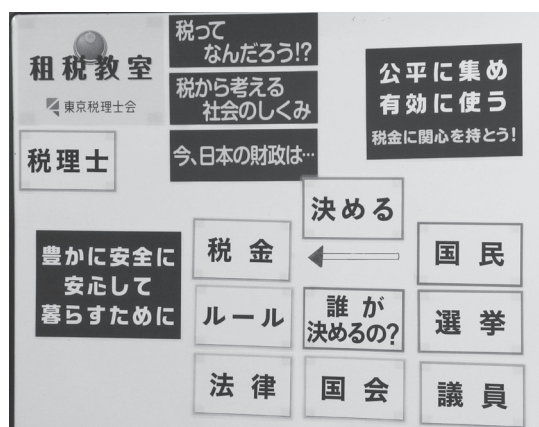 租税教室
東京税理士会
税理士
税って
なんだろう!?
税から考える
社会のしくみ
今、日本の財政は…
公平に集め
有効に使う
税金に関心を持とう!
豊かに安全に
安心して
暮らすために
決める
税金
国民
ルール
誰が
決めるの?
選挙
法律
国会
議員